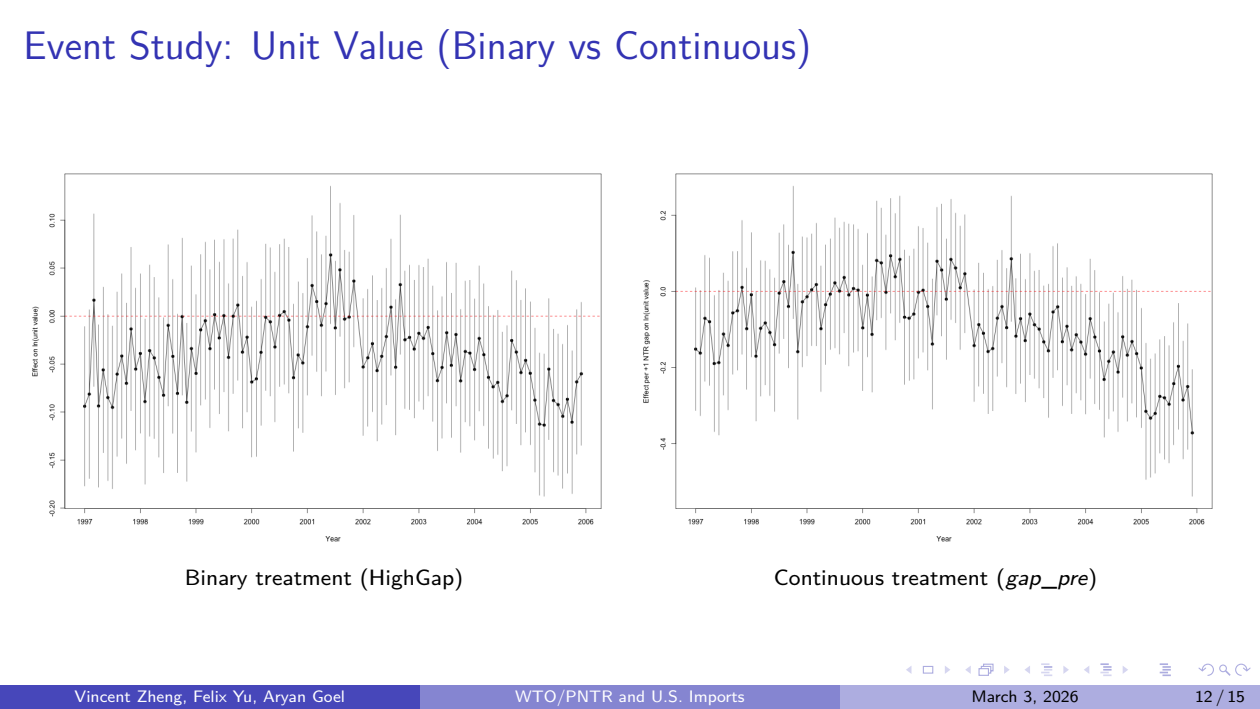 Event Study: Unit Value (Binary vs Continuous)
Effect on ln(unit value)
0.10
0.05
0.00
-0.05
-0.10
-0.15
-0.20
1997 1998 1999 2000 2001 2002 2003 2004 2005 2006
Year
Binary treatment (HighGap)
Effect per +1 NTR gap on ln(unit value)
0.2
0.0
-0.2
-0.4
1997 1998 1999 2000 2001 2002 2003 2004 2005 2006
Year
Continuous treatment (gap_pre)
Vincent Zheng, Felix Yu, Aryan Goel WTO/PNTR and U.S. Imports March 3, 2026 12 / 15